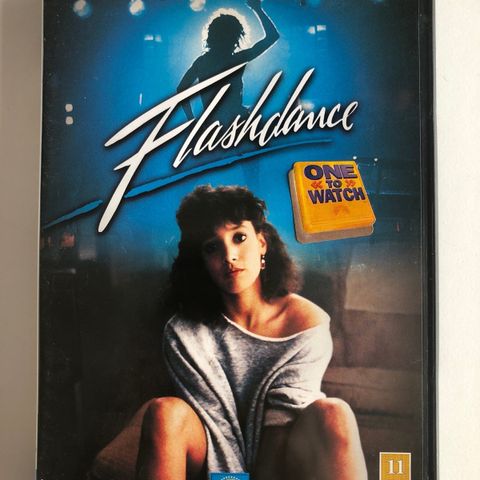 Flashdance
ONE
« TO »
WATCH
11